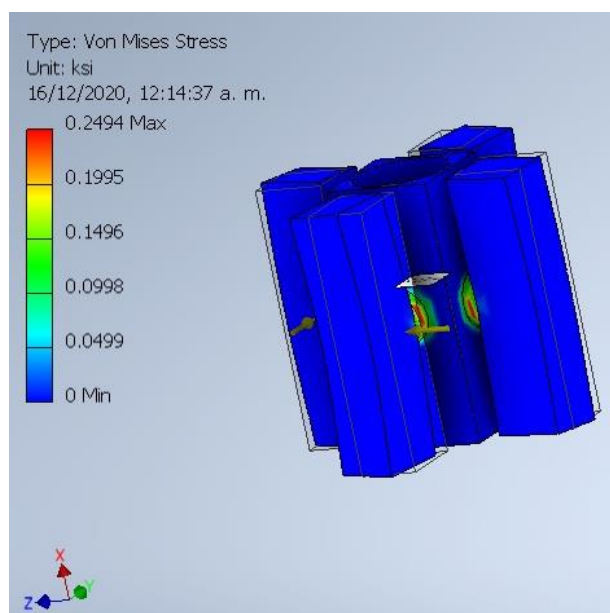 Type: Von Mises Stress
Unit: ksi
16/12/2020, 12:14:37 a. m.
0.2494 Max
0.1995
0.1496
0.0998
0.0499
0 Min
X
Y
Z